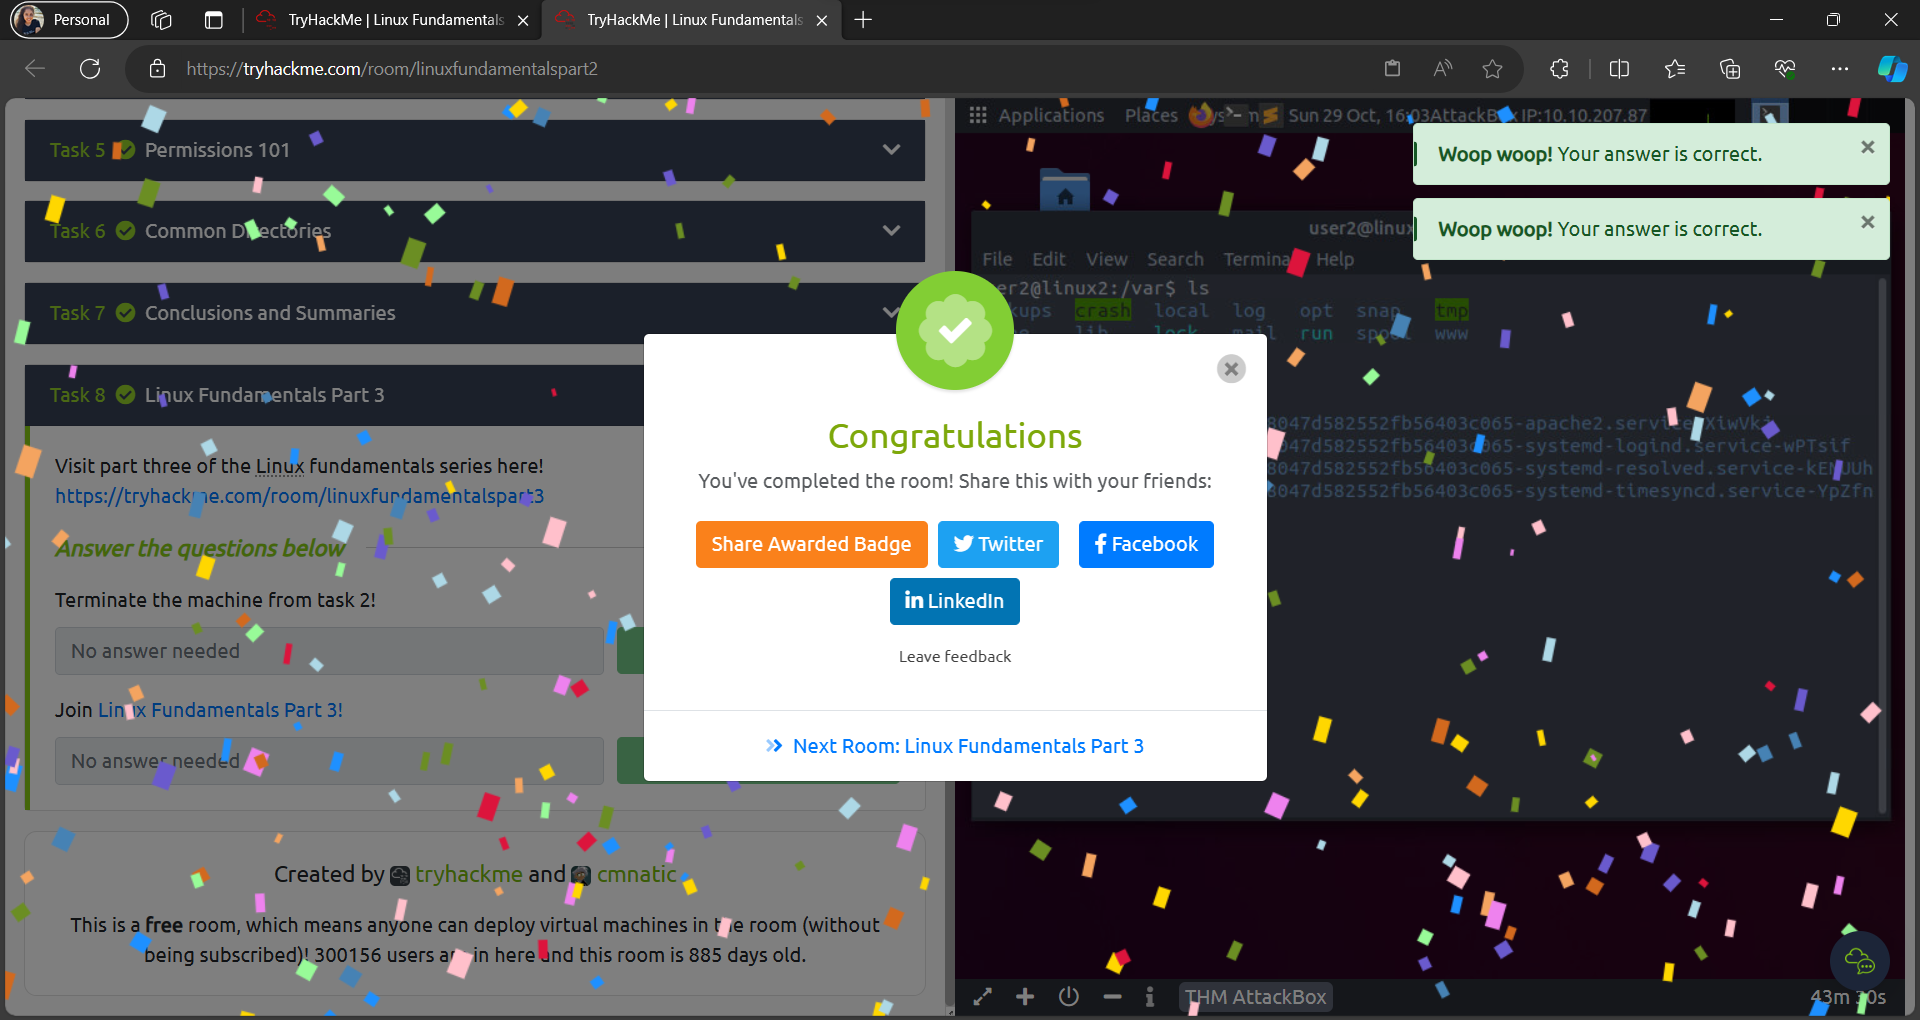 Personal
TryHackMe | Linux Fundamentals
TryHackMe | Linux Fundamentals
https://tryhackme.com/room/linuxfundamentalspart2
Task 5 Permissions 101
Task 6 Common Directories
Task 7 Conclusions and Summaries
Task 8 Linux Fundamentals Part 3
Visit part three of the Linux fundamentals series here!
https://tryhackme.com/room/linuxfundamentalspart3
Answer the questions below
Terminate the machine from task 2!
No answer needed
Join Linux Fundamentals Part 3!
No answer needed
Created by tryhackme and cmnatic
This is a free room, which means anyone can deploy virtual machines in the room (without
being subscribed)! 300156 users are in here and this room is 885 days old.
Applications Places Sun 29 Oct, 16:03 AttackBox IP:10.10.207.87
Woop woop! Your answer is correct.
Woop woop! Your answer is correct.
user2@linux
File Edit View Search Terminal Help
er2@linux2:/var$ ls
kups crash local log opt snap tmp
lib lock mail run spool www
8047d582552fb56403c065-apache2.service-XiwVki
8047d582552fb56403c065-systemd-logind.service-wPTsif
8047d582552fb56403c065-systemd-resolved.service-kEMUUh
8047d582552fb56403c065-systemd-timesyncd.service-YpZfn
Congratulations
You've completed the room! Share this with your friends:
Share Awarded Badge
Twitter
Facebook
LinkedIn
Leave feedback
Next Room: Linux Fundamentals Part 3
THM AttackBox
43m 30s